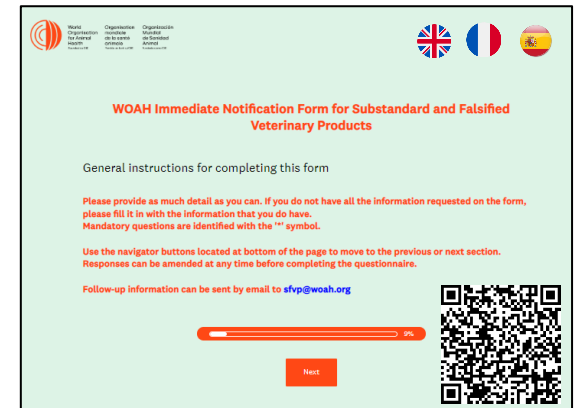 World
Organisation
for Animal
Health
Organisation
mondiale
de la santé
animale
Organización
Mundial
de Sanidad
Animal
WOAH Immediate Notification Form for Substandard and Falsified
Veterinary Products
General instructions for completing this form
Please provide as much detail as you can. If you do not have all the information requested on the form,
please fill it in with the information that you do have.
Mandatory questions are identified with the '*' symbol.
Use the navigator buttons located at bottom of the page to move to the previous or next section.
Responses can be amended at any time before completing the questionnaire.
Follow-up information can be sent by email to sfvp@woah.org
9%
Next